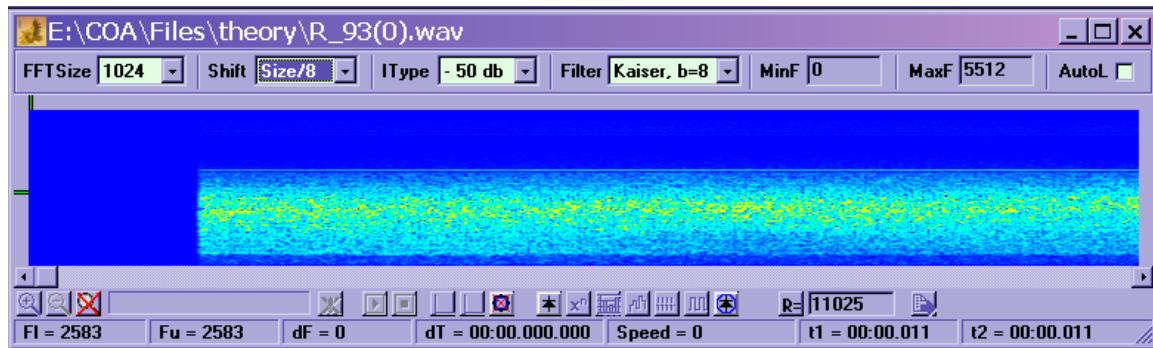 E:\COA\Files\theory\R_93(0).wav
FFTSize 1024 Shift Size/8 IType - 50 db Filter Kaiser, b=8 MinF 0 MaxF 5512 AutoL
xⁿ R= 11025
Fl = 2583 Fu = 2583 dF = 0 dT = 00:00.000.000 Speed = 0 t1 = 00:00.011 t2 = 00:00.011